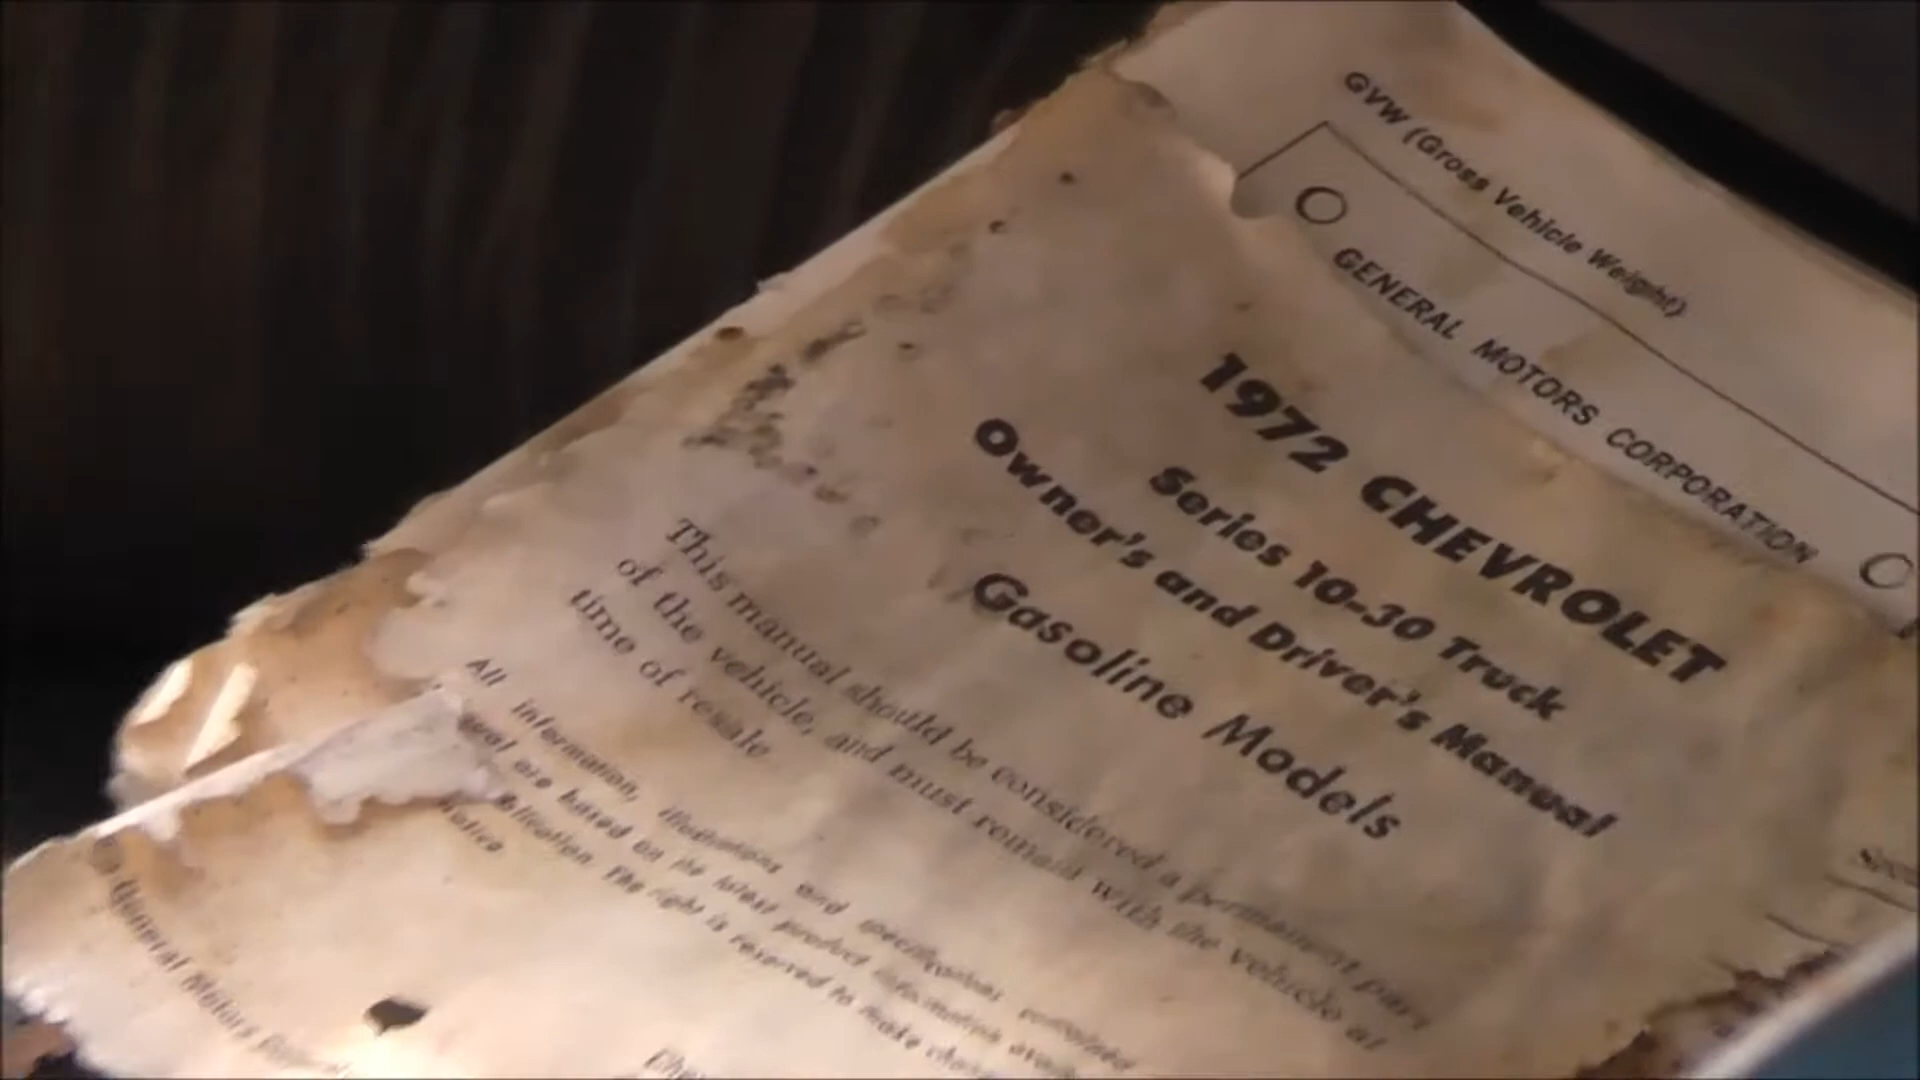 GVW (Gross Vehicle Weight)
GENERAL MOTORS CORPORATION
1972 CHEVROLET
Series 10-30 Truck
Owner's and Driver's Manual
Gasoline Models
This manual should be considered a permanent part
of the vehicle, and must remain with the vehicle at
time of resale
All information, illustrations and specifications contained
are based on the latest product information
The right is reserved to make
notice
General Motors